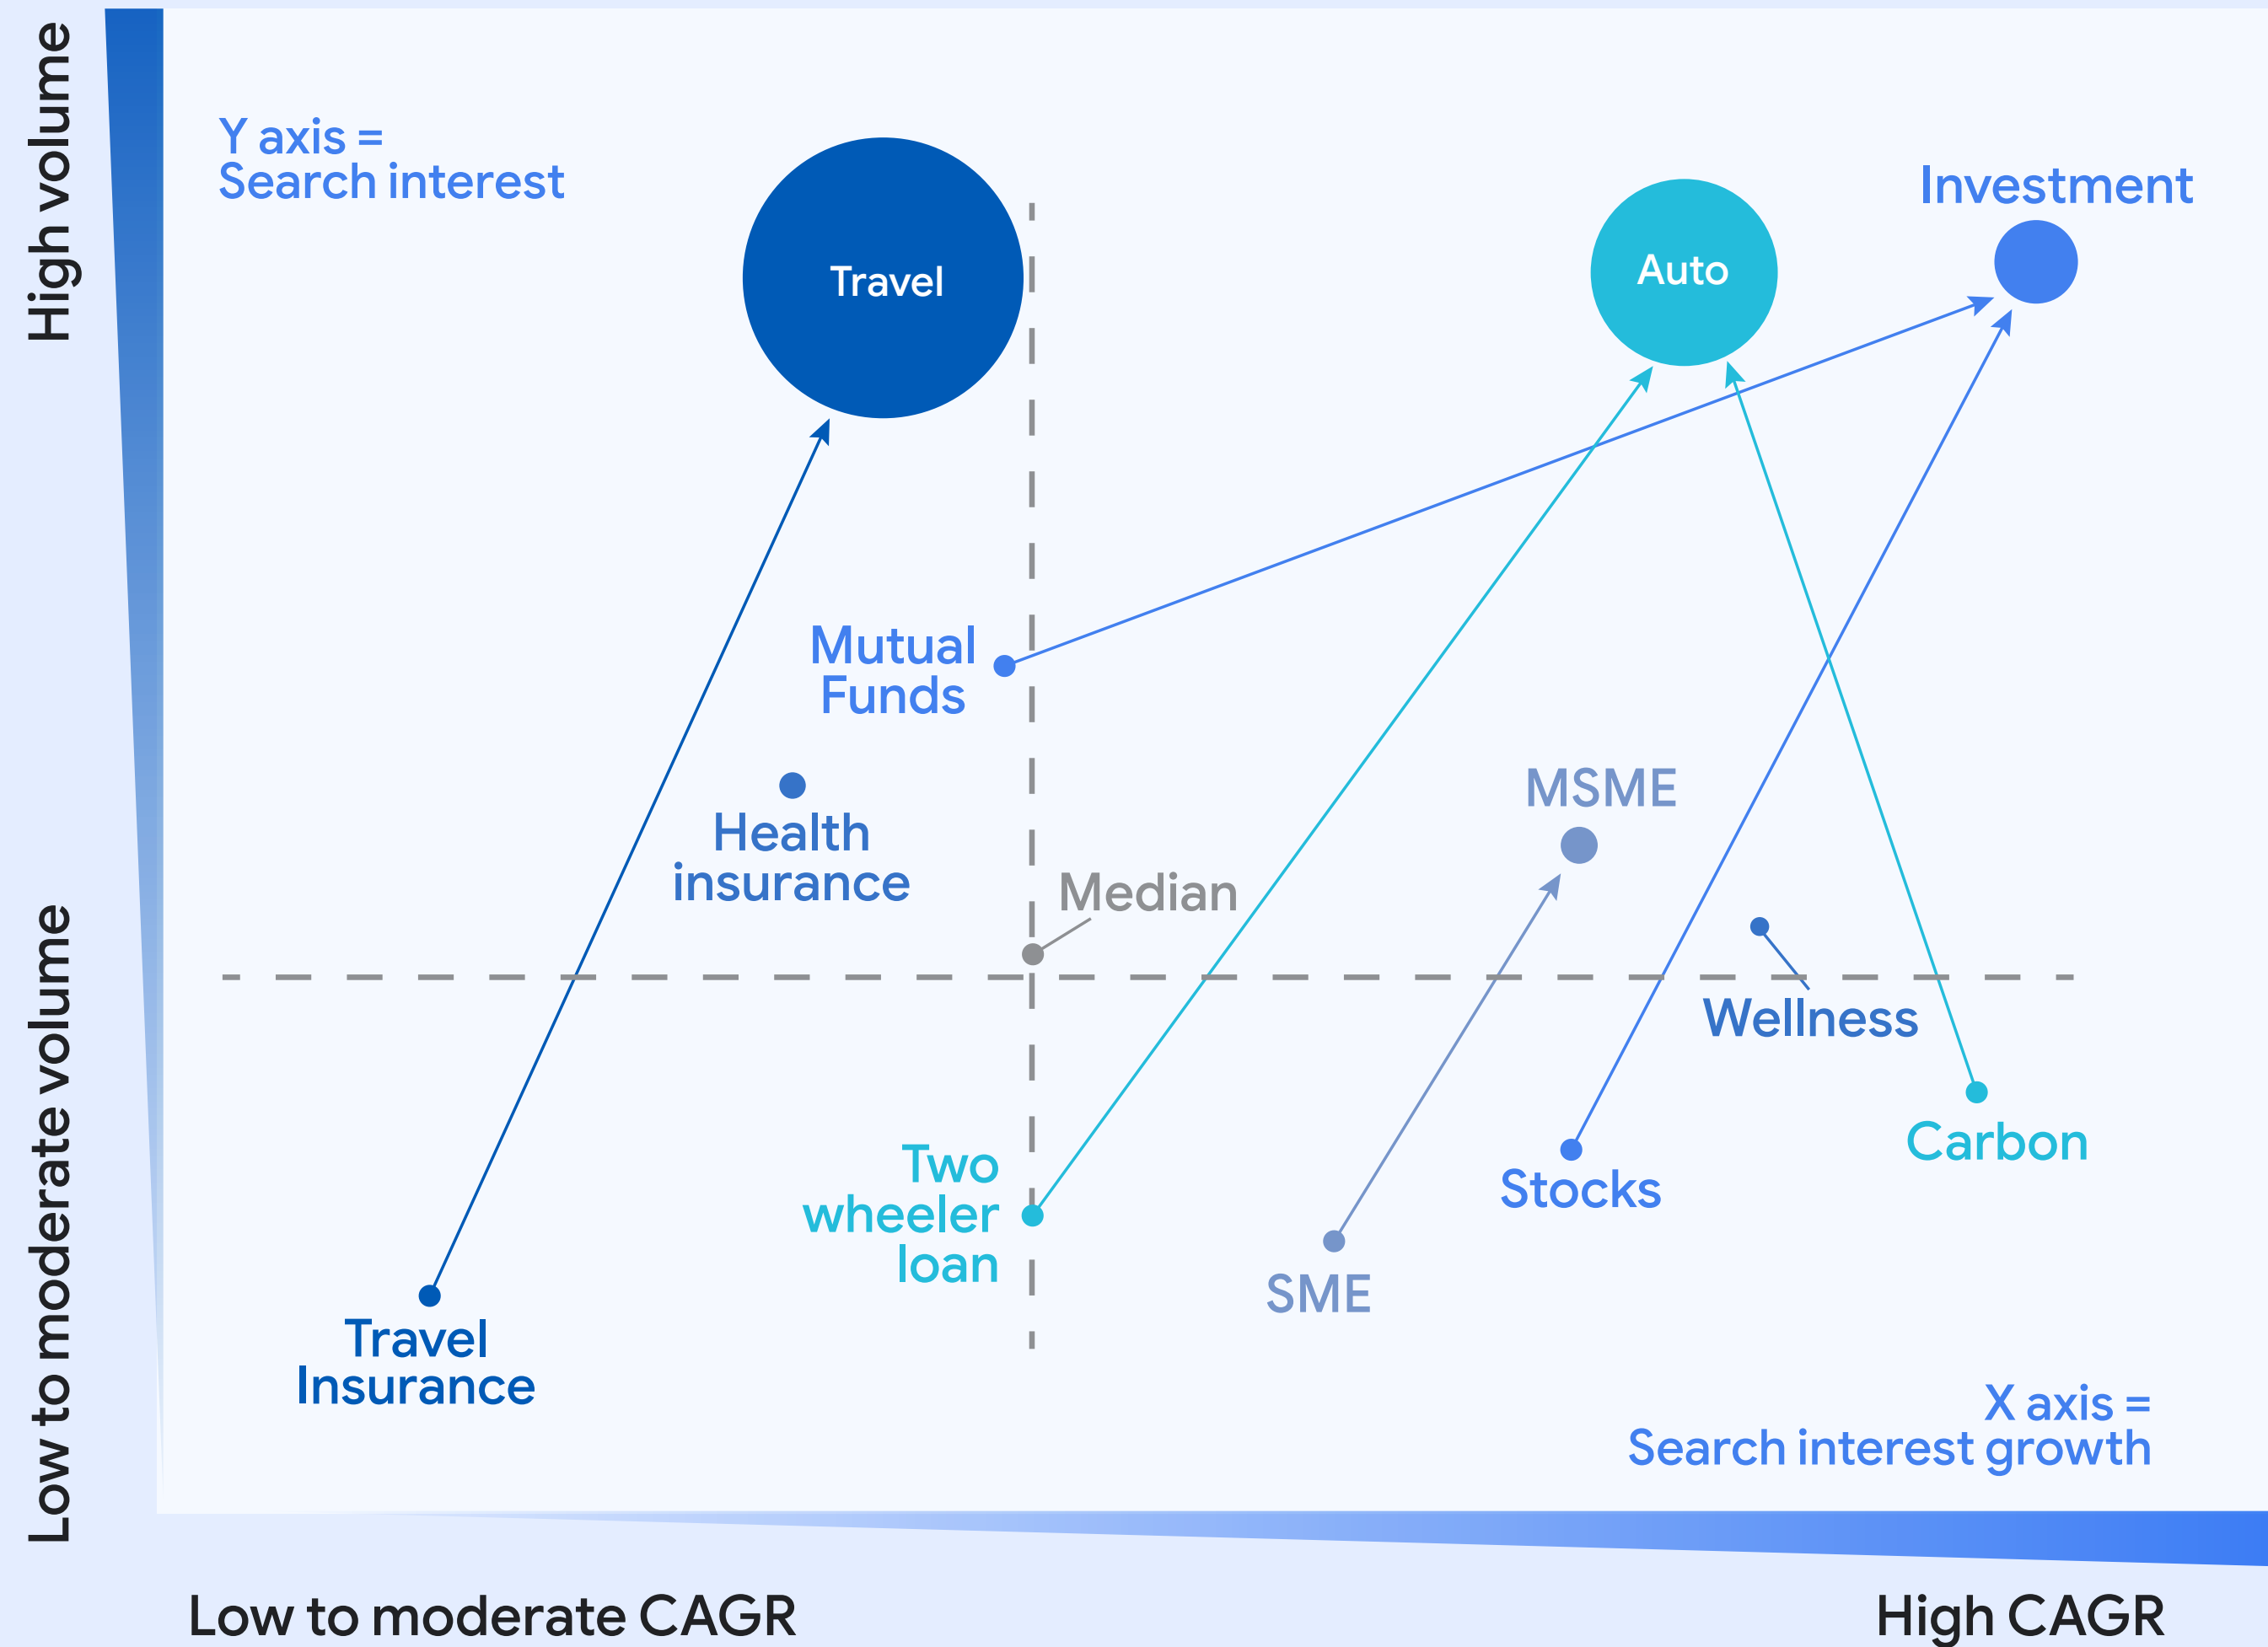 High volume
Low to moderate volume
Y axis =
Search interest
Travel
Auto
Investment
Mutual
Funds
Health
insurance
MSME
Median
Wellness
Carbon
Two
wheeler
loan
Stocks
SME
Travel
Insurance
X axis =
Search interest growth
Low to moderate CAGR
High CAGR